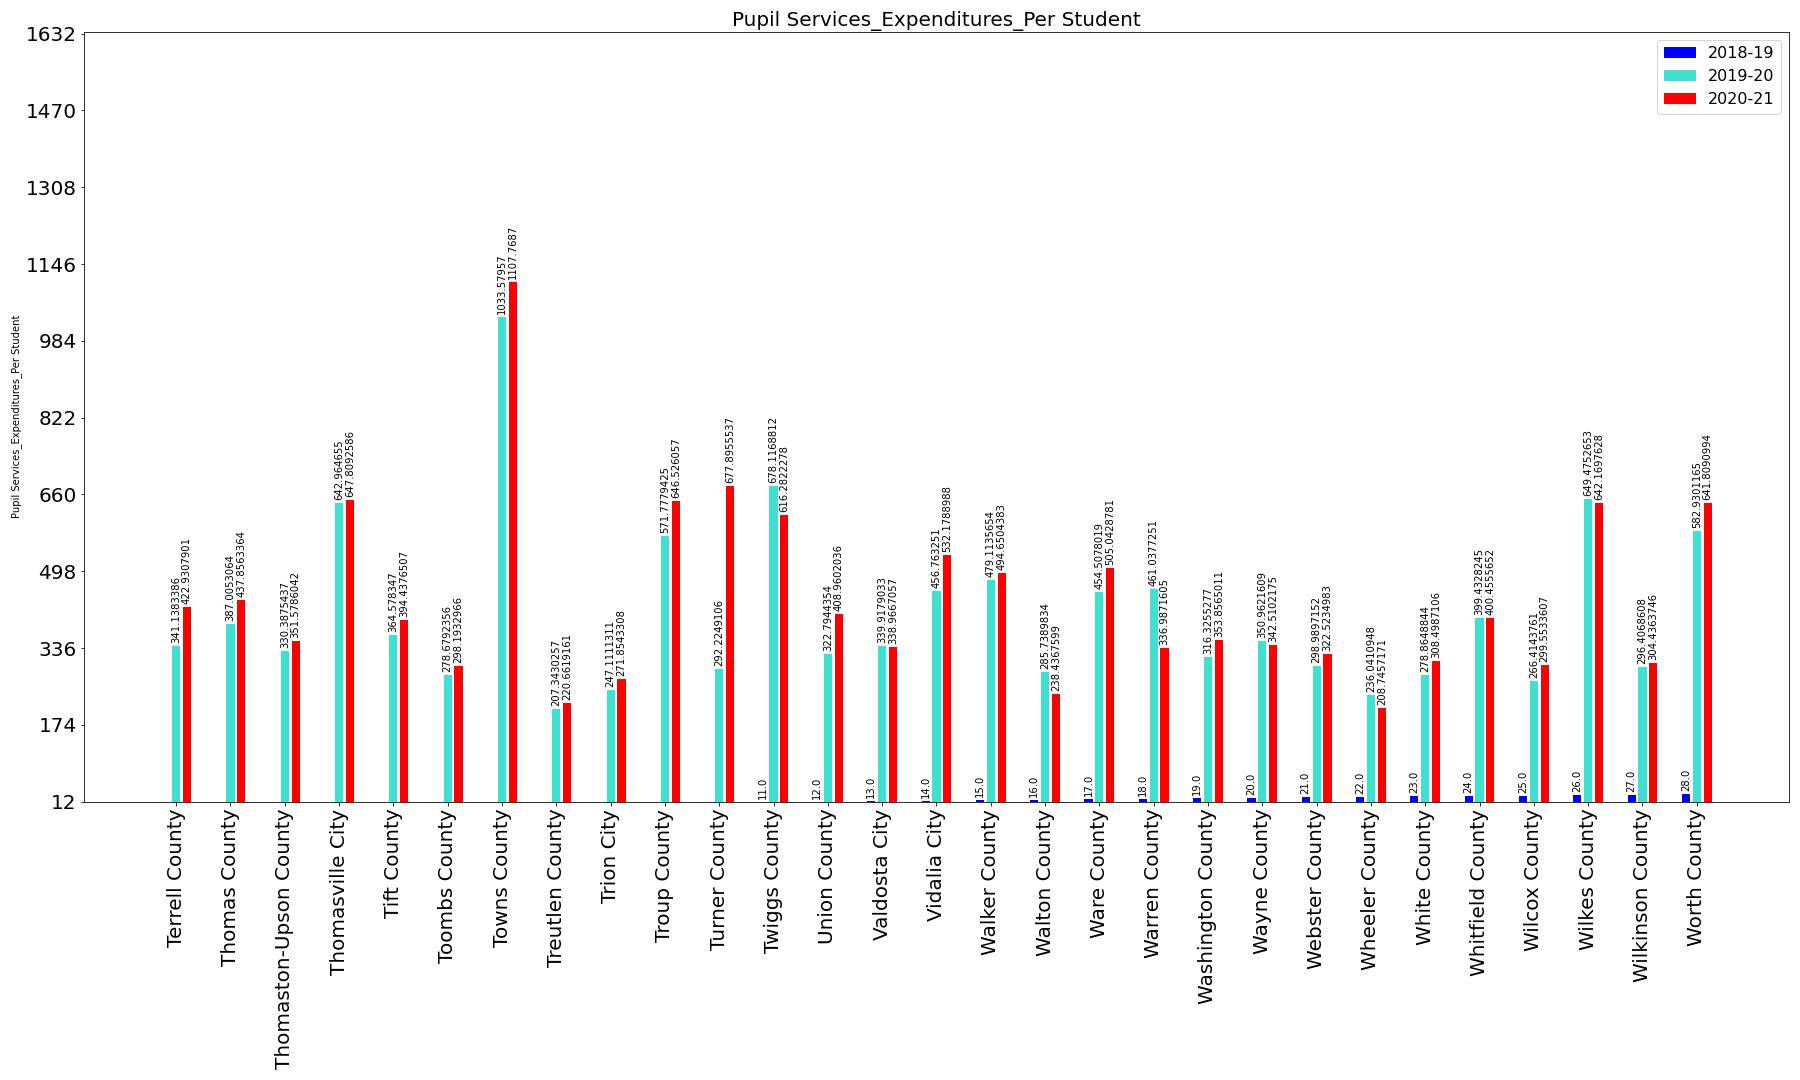 Pupil Services_Expenditures_Per Student
2018-19
2019-20
2020-21
Pupil Services_Expenditures_Per Student
1632
1470
1308
1146
984
822
660
498
336
174
12
341.1383386
422.9307901
387.0053064
437.8563364
330.3875437
351.5786042
642.964655
647.8092586
364.578347
394.4376507
278.6792356
298.1932966
1033.57957
1107.7687
207.3430257
220.6619161
247.1111311
271.8543308
571.7779425
646.526057
292.2249106
677.8955537
11.0
678.1168812
616.2822278
12.0
322.7944354
408.9602036
13.0
339.9179033
338.9667057
14.0
456.763251
532.1788988
15.0
479.1135654
494.6504383
16.0
285.7389834
238.4367599
17.0
454.5078019
505.0428781
18.0
461.0377251
336.9871605
19.0
316.3255277
353.8565011
20.0
350.9621609
342.5102175
21.0
298.9897152
322.5234983
22.0
236.0410948
208.7457171
23.0
278.8648844
308.4987106
24.0
399.4328245
400.4555652
25.0
266.4143761
299.5533607
26.0
649.4752653
642.1697628
27.0
296.4068608
304.4363746
28.0
582.9301165
641.8090994
Terrell County
Thomas County
Thomaston-Upson County
Thomasville City
Tift County
Toombs County
Towns County
Treutlen County
Trion City
Troup County
Turner County
Twiggs County
Union County
Valdosta City
Vidalia City
Walker County
Walton County
Ware County
Warren County
Washington County
Wayne County
Webster County
Wheeler County
White County
Whitfield County
Wilcox County
Wilkes County
Wilkinson County
Worth County